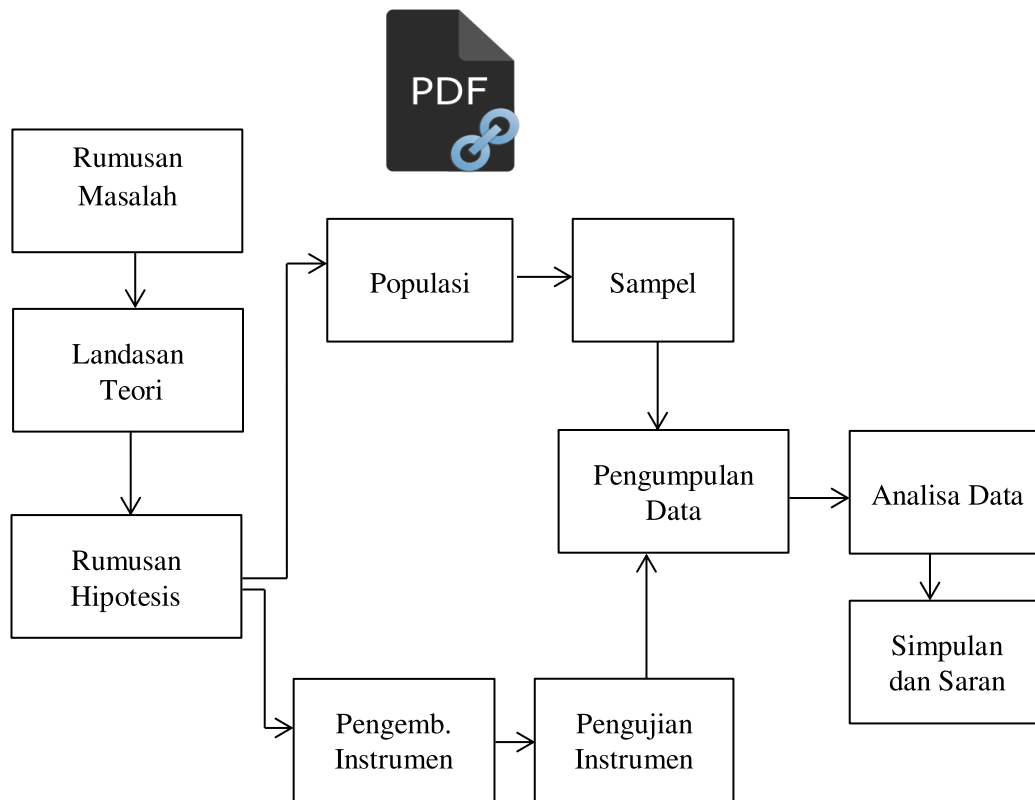 PDF
Rumusan
Masalah
Populasi
Sampel
Landasan
Teori
Pengumpulan
Data
Analisa Data
Rumusan
Hipotesis
Simpulan
dan Saran
Pengemb.
Instrumen
Pengujian
Instrumen